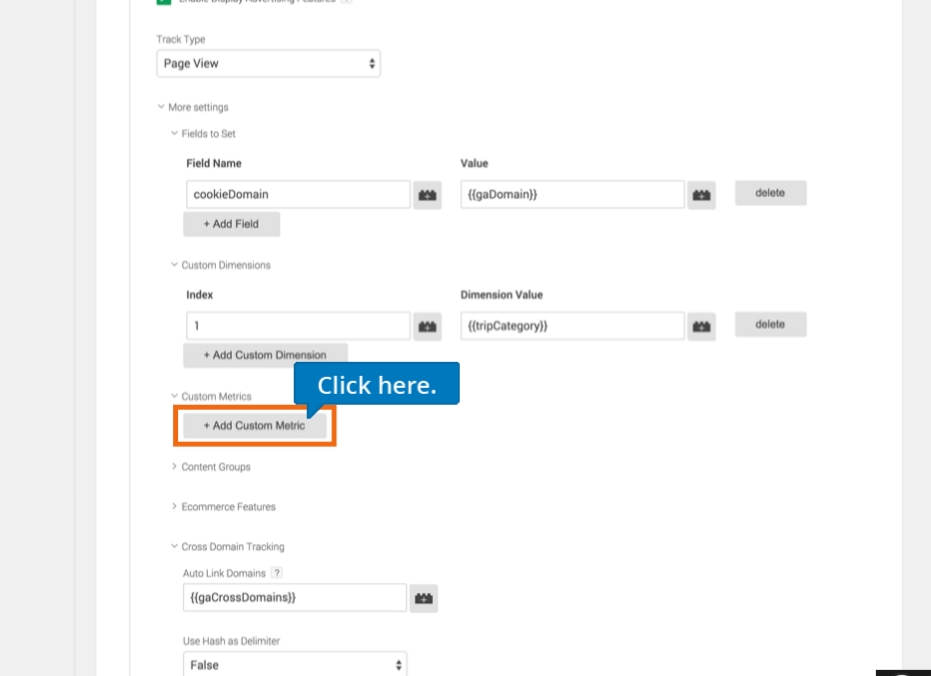 Enable Display Advertising Features ?
Track Type
Page View
More settings
Fields to Set
Field Name Value
cookieDomain {{gaDomain}} delete
+ Add Field
Custom Dimensions
Index Dimension Value
1 {{tripCategory}} delete
+ Add Custom Dimension
Click here.
Custom Metrics
+ Add Custom Metric
Content Groups
Ecommerce Features
Cross Domain Tracking
Auto Link Domains ?
{{gaCrossDomains}}
Use Hash as Delimiter
False